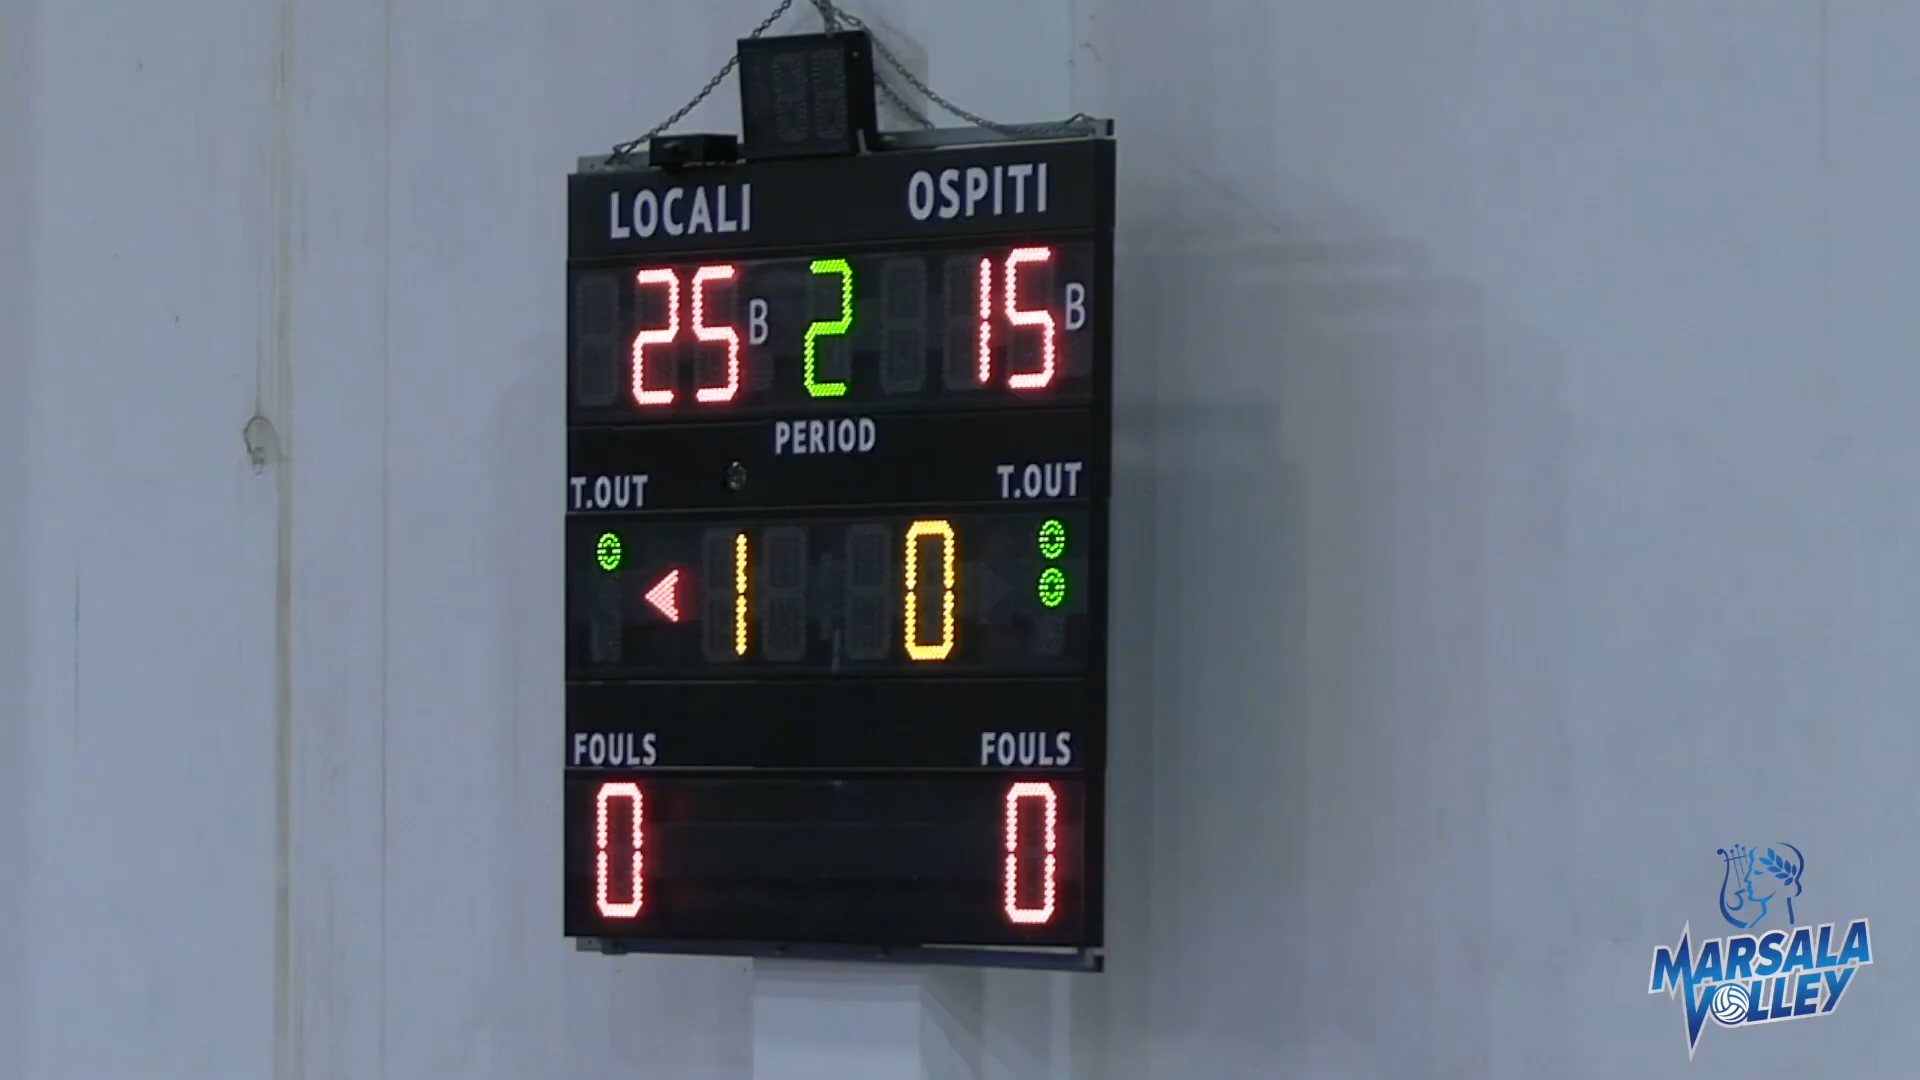 LOCALI OSPITI
25 B 2 15 B
PERIOD
T.OUT T.OUT
1 0
FOULS FOULS
0 0
MARSALA
VOLLEY